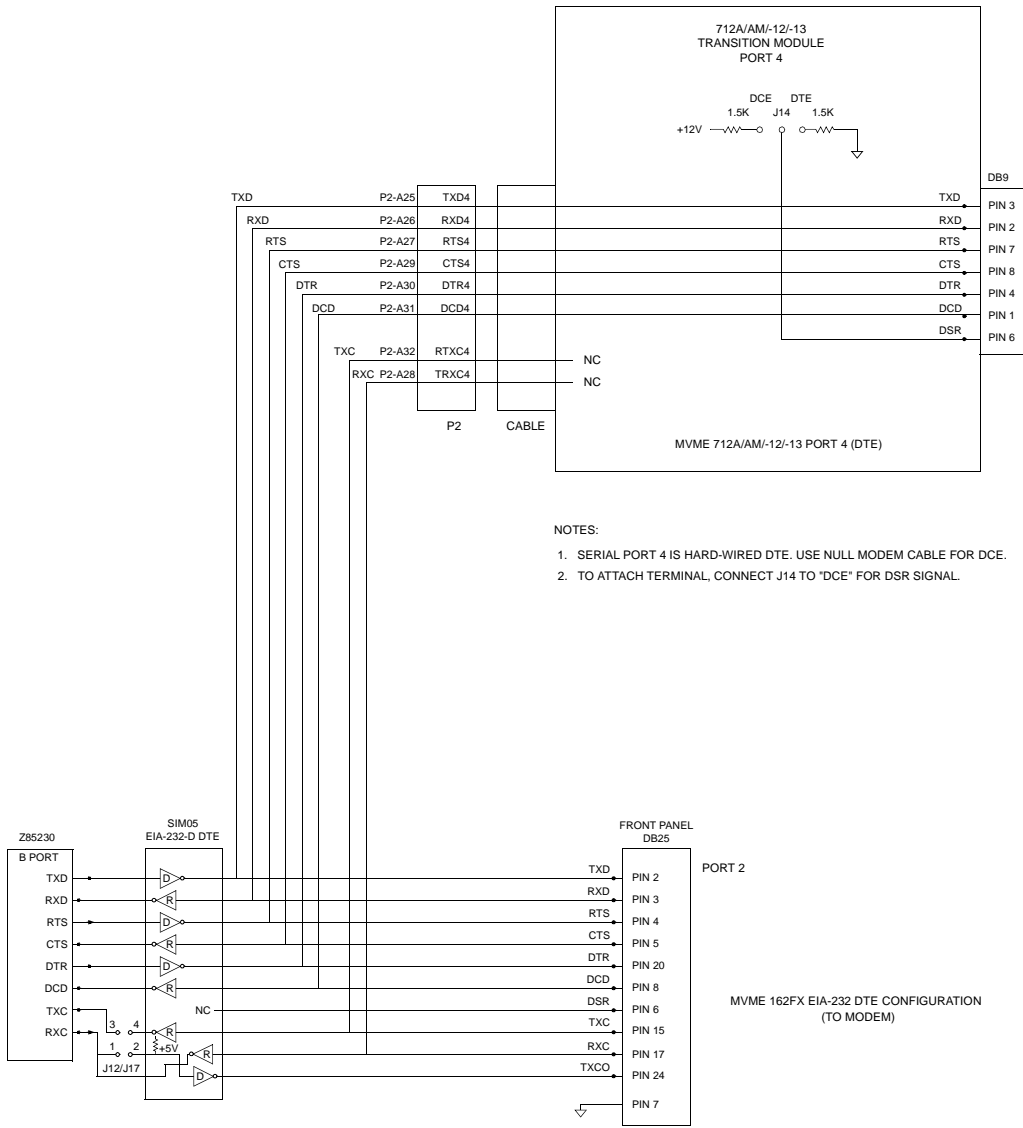 712A/AM/-12/-13
TRANSITION MODULE
PORT 4
DCE DTE
1.5K J14 1.5K
+12V
DB9
TXD P2-A25 TXD4 TXD PIN 3
RXD P2-A26 RXD4 RXD PIN 2
RTS P2-A27 RTS4 RTS PIN 7
CTS P2-A29 CTS4 CTS PIN 8
DTR P2-A30 DTR4 DTR PIN 4
DCD P2-A31 DCD4 DCD PIN 1
DSR PIN 6
TXC P2-A32 RTXC4 NC
RXC P2-A28 TRXC4 NC
P2 CABLE
MVME 712A/AM/-12/-13 PORT 4 (DTE)
NOTES:
1. SERIAL PORT 4 IS HARD-WIRED DTE. USE NULL MODEM CABLE FOR DCE.
2. TO ATTACH TERMINAL, CONNECT J14 TO "DCE" FOR DSR SIGNAL.
Z85230
SIM05
EIA-232-D DTE
FRONT PANEL
DB25
B PORT
PORT 2
TXD D TXD PIN 2
RXD R RXD PIN 3
RTS D RTS PIN 4
CTS R CTS PIN 5
DTR D DTR PIN 20
DCD R DCD PIN 8
TXC NC DSR PIN 6
RXC 3 4 R TXC PIN 15
1 2 +5V R RXC PIN 17
J12/J17 D TXCO PIN 24
PIN 7
MVME 162FX EIA-232 DTE CONFIGURATION
(TO MODEM)